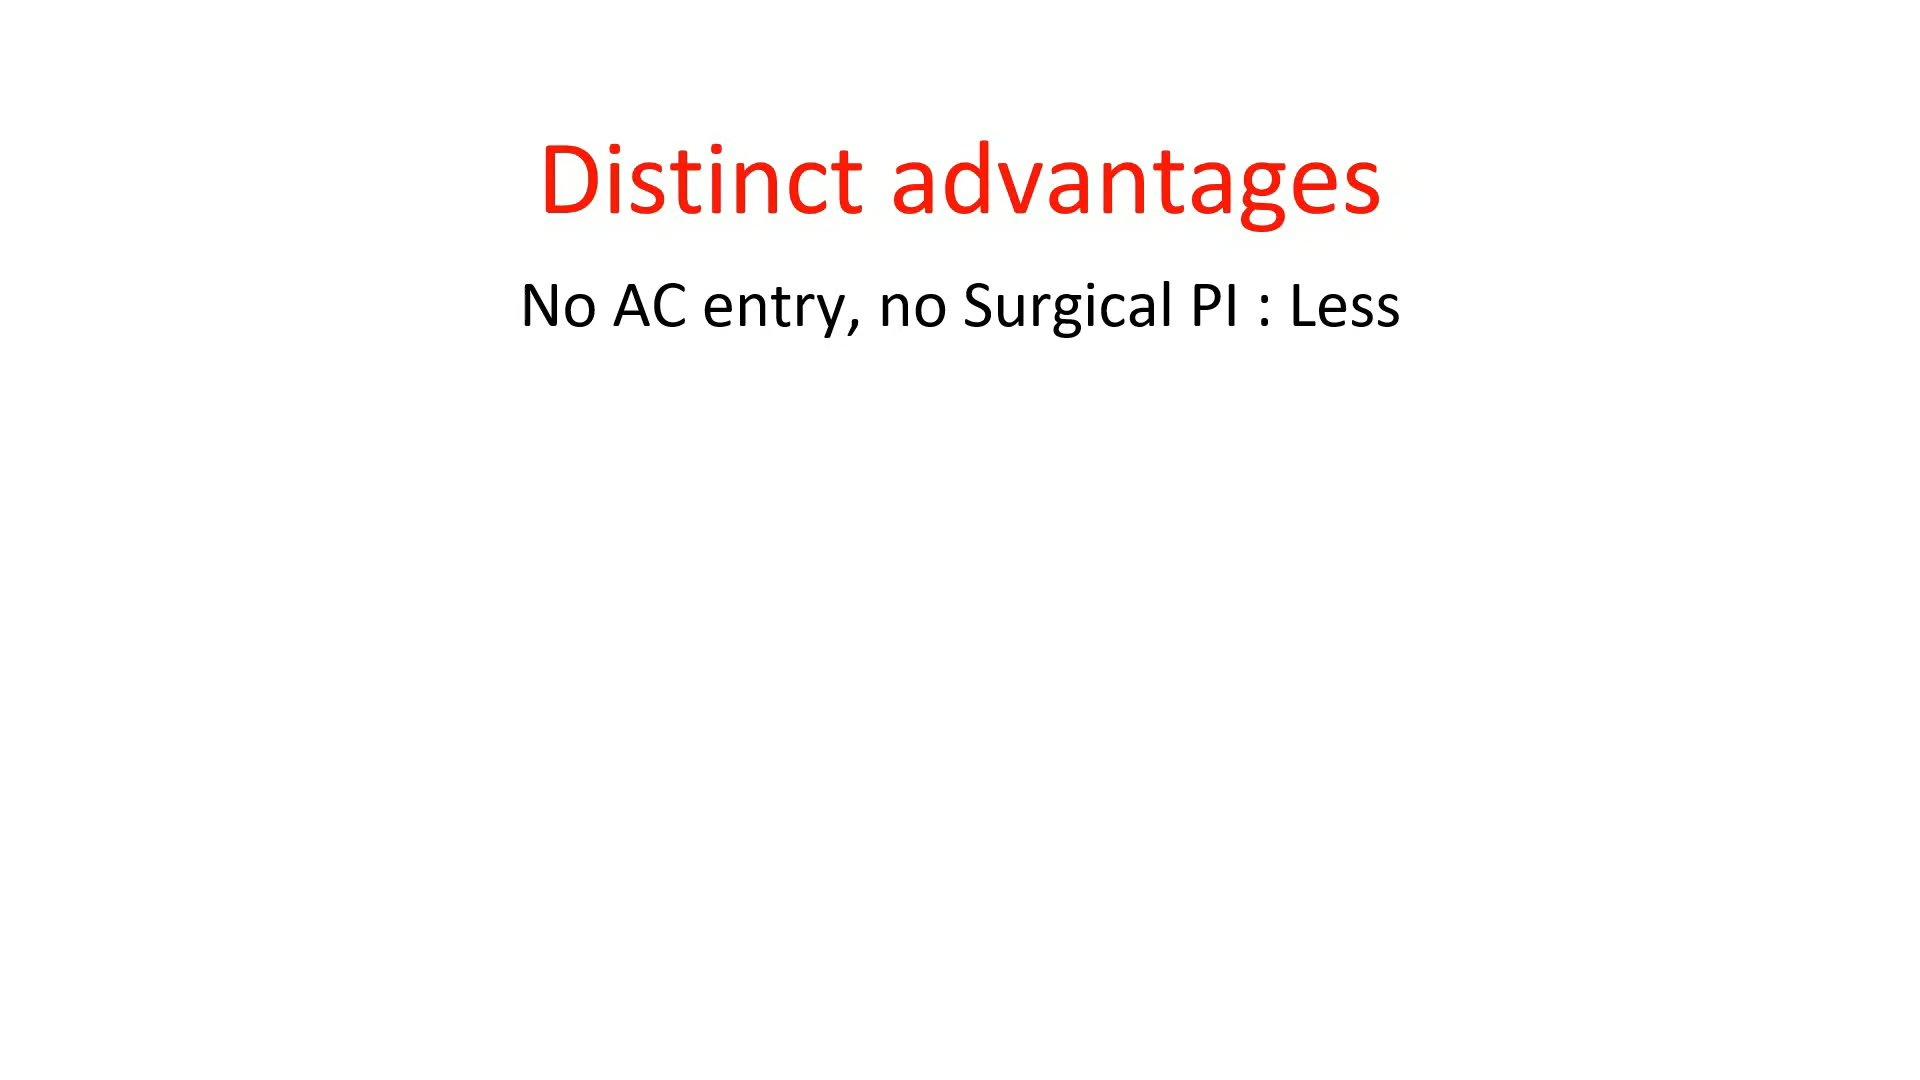 Distinct advantages
No AC entry, no Surgical PI : Less